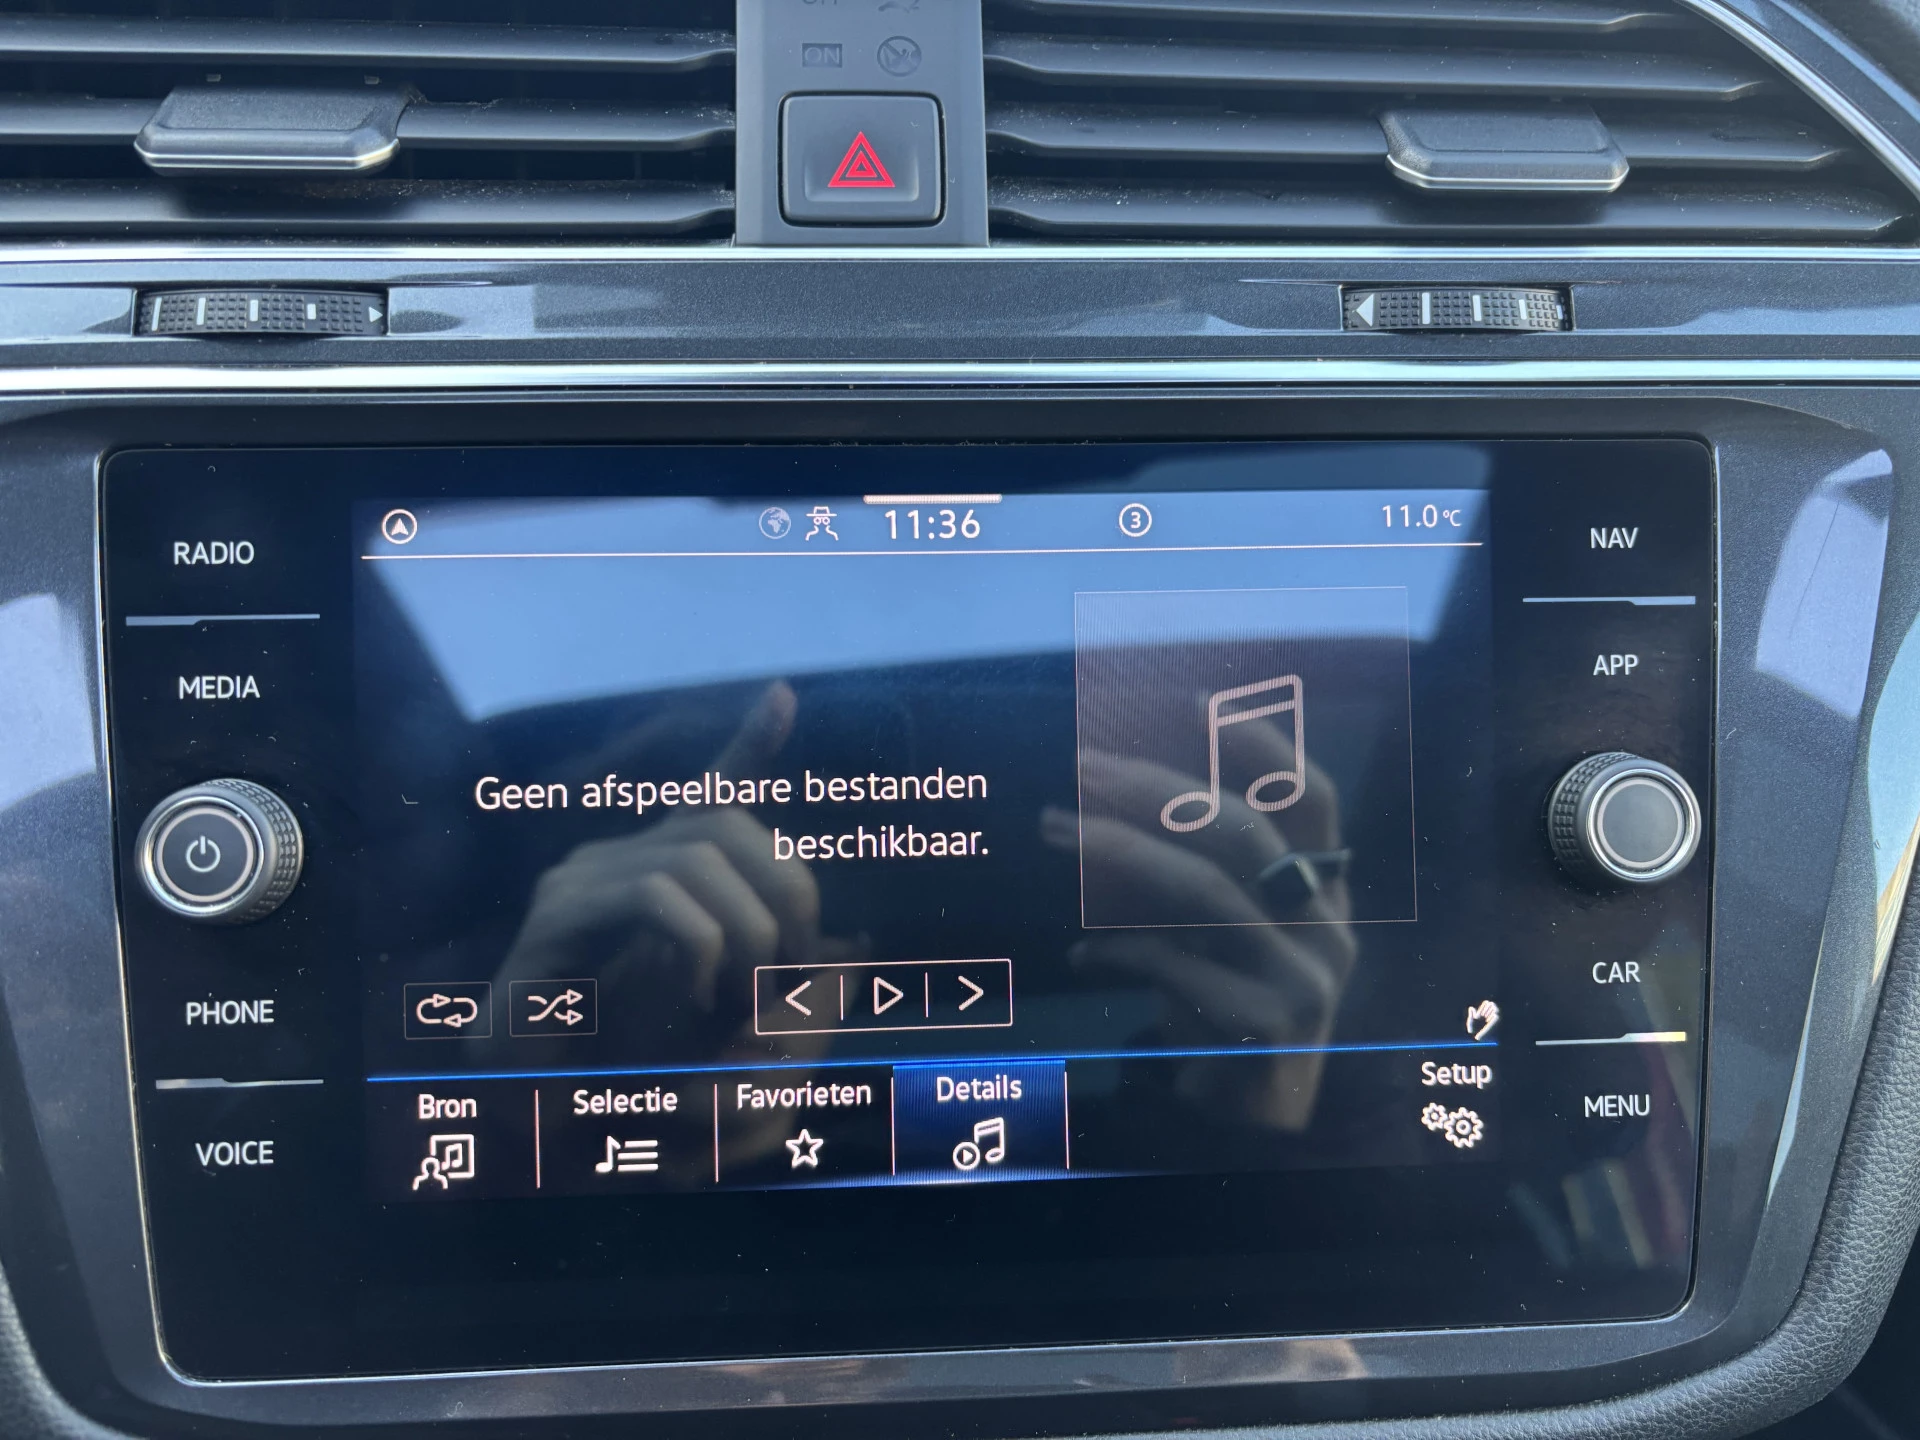 ON
RADIO
MEDIA
PHONE
VOICE
11:36
3
11.0°C
Geen afspeelbare bestanden
beschikbaar.
Bron
Selectie
Favorieten
Details
Setup
NAV
APP
CAR
MENU